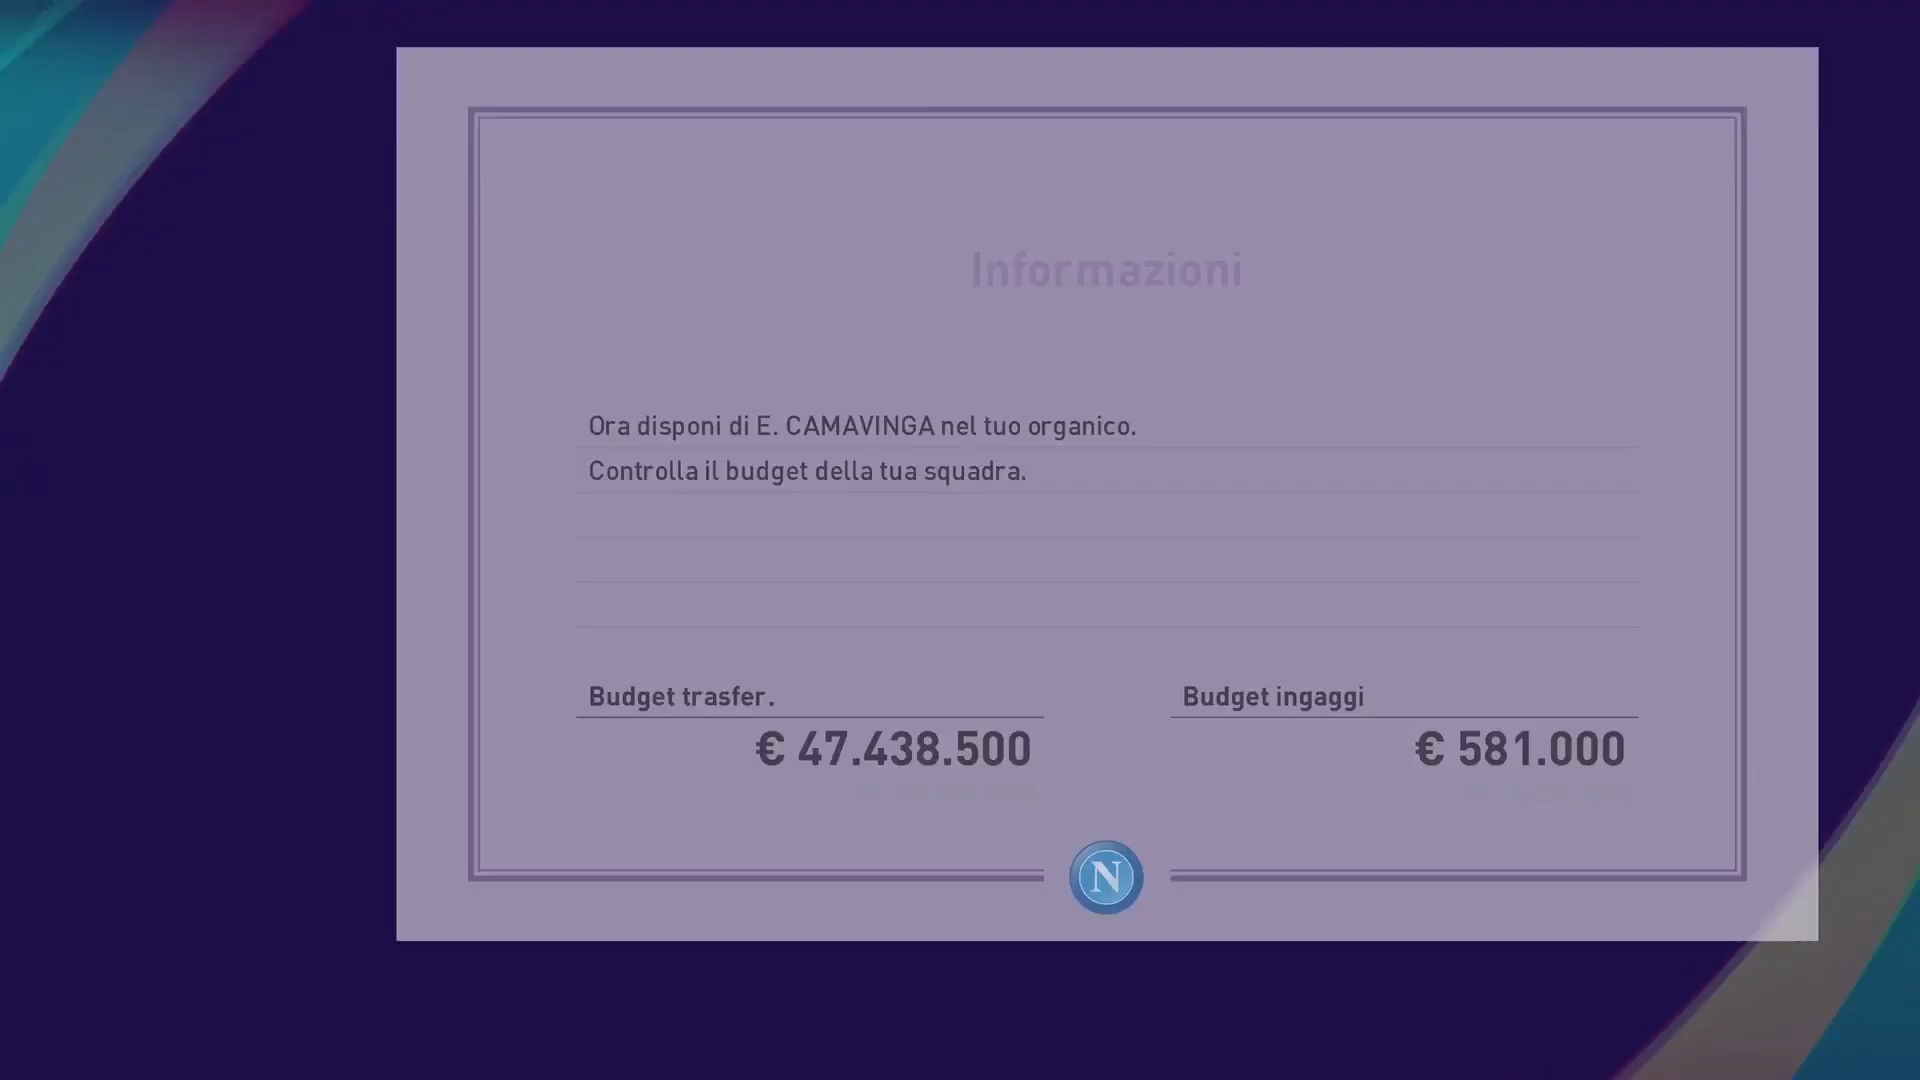 Informazioni
Ora disponi di E. CAMAVINGA nel tuo organico.
Controlla il budget della tua squadra.
Budget trasfer.
Budget ingaggi
€ 47.438.500
€ 581.000
N